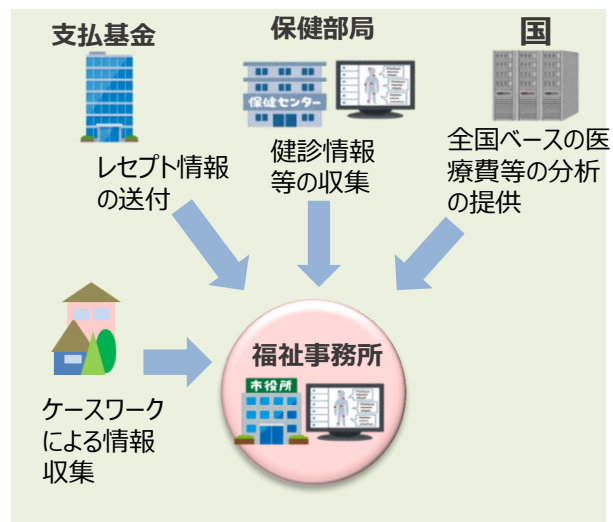 支払基金
保健部局
国
保健センター
レセプト情報
の送付
健診情報
等の収集
全国ベースの医
療費等の分析
の提供
福祉事務所
市役所
ケースワーク
による情報
収集